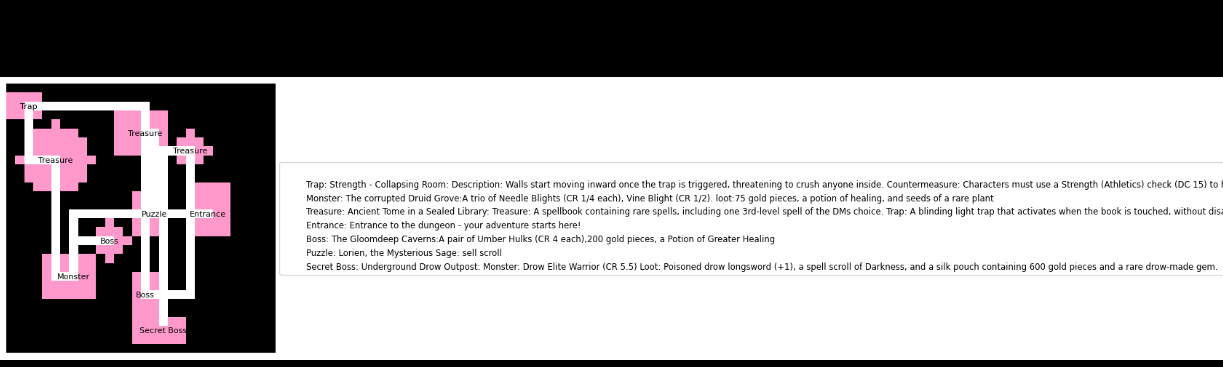 Trap
Treasure
Treasure
Treasure
Puzzle
Entrance
Boss
Monster
Boss
Secret Boss
Trap: Strength - Collapsing Room: Description: Walls start moving inward once the trap is triggered, threatening to crush anyone inside. Countermeasure: Characters must use a Strength (Athletics) check (DC 15) to
Monster: The corrupted Druid Grove:A trio of Needle Blights (CR 1/4 each), Vine Blight (CR 1/2). loot:75 gold pieces, a potion of healing, and seeds of a rare plant
Treasure: Ancient Tome in a Sealed Library: Treasure: A spellbook containing rare spells, including one 3rd-level spell of the DMs choice. Trap: A blinding light trap that activates when the book is touched, without
Entrance: Entrance to the dungeon - your adventure starts here!
Boss: The Gloomdeep Caverns:A pair of Umber Hulks (CR 4 each),200 gold pieces, a Potion of Greater Healing
Puzzle: Lorien, the Mysterious Sage: sell scroll
Secret Boss: Underground Drow Outpost: Monster: Drow Elite Warrior (CR 5.5) Loot: Poisoned drow longsword (+1), a spell scroll of Darkness, and a silk pouch containing 600 gold pieces and a rare drow-made gem.